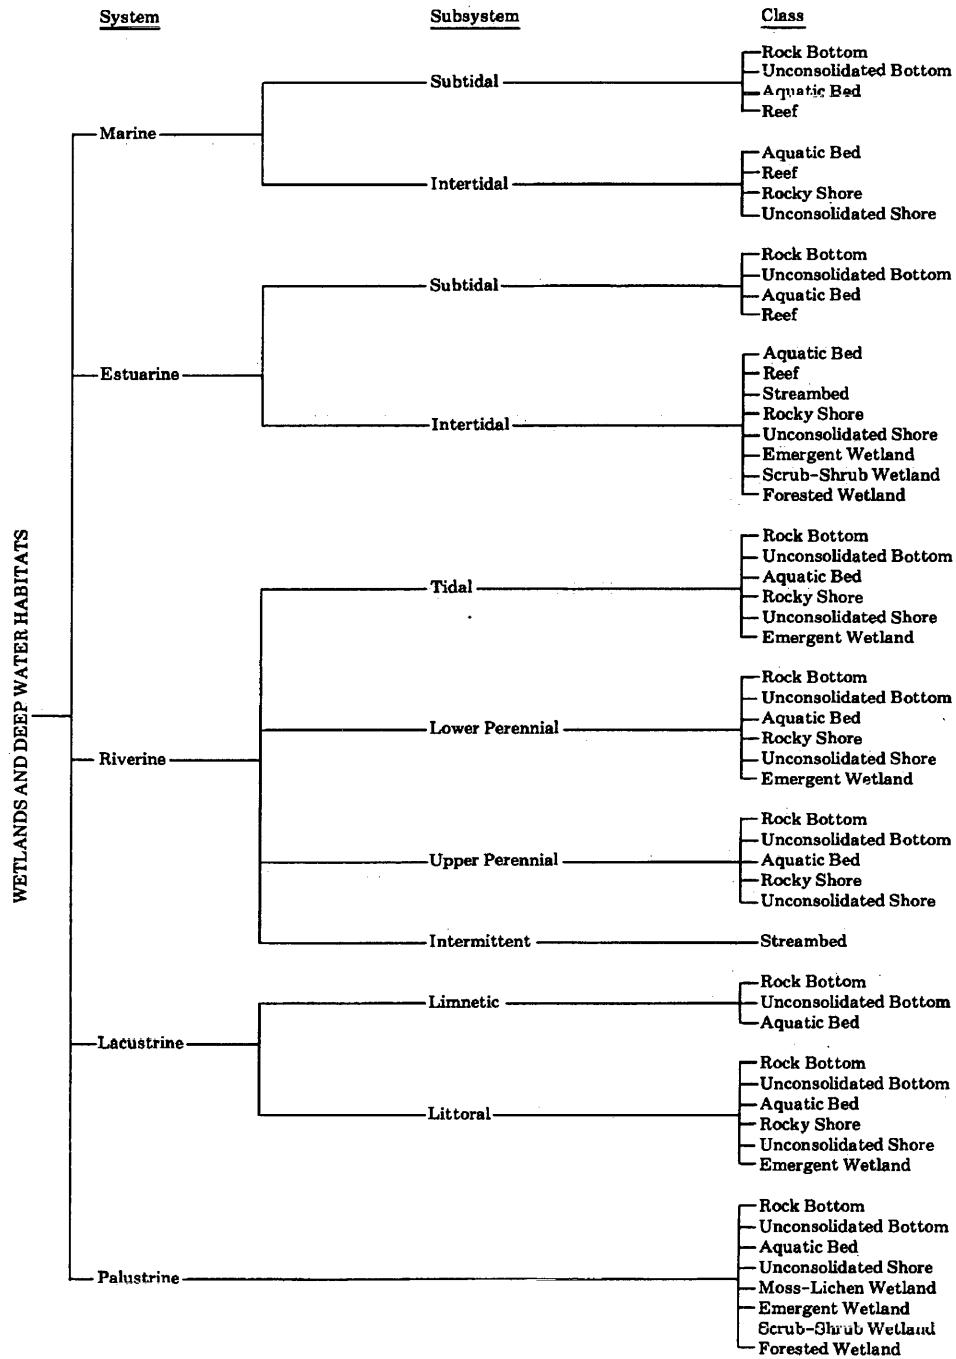 System Subsystem Class
Rock Bottom
Unconsolidated Bottom
Subtidal
Aquatic Bed
Reef
Marine
Aquatic Bed
Reef
Intertidal
Rocky Shore
Unconsolidated Shore
Rock Bottom
Unconsolidated Bottom
Subtidal
Aquatic Bed
Reef
Estuarine
Aquatic Bed
Reef
Streambed
Rocky Shore
Intertidal
Unconsolidated Shore
Emergent Wetland
Scrub-Shrub Wetland
Forested Wetland
WETLANDS AND DEEP WATER HABITATS
Rock Bottom
Unconsolidated Bottom
Aquatic Bed
Tidal
Rocky Shore
Unconsolidated Shore
Emergent Wetland
Rock Bottom
Unconsolidated Bottom
Aquatic Bed
Lower Perennial
Rocky Shore
Unconsolidated Shore
Emergent Wetland
Riverine
Rock Bottom
Unconsolidated Bottom
Upper Perennial
Aquatic Bed
Rocky Shore
Unconsolidated Shore
Intermittent
Streambed
Rock Bottom
Limnetic
Unconsolidated Bottom
Aquatic Bed
Lacustrine
Rock Bottom
Unconsolidated Bottom
Aquatic Bed
Littoral
Rocky Shore
Unconsolidated Shore
Emergent Wetland
Rock Bottom
Unconsolidated Bottom
Aquatic Bed
Unconsolidated Shore
Palustrine
Moss-Lichen Wetland
Emergent Wetland
Scrub-Shrub Wetland
Forested Wetland